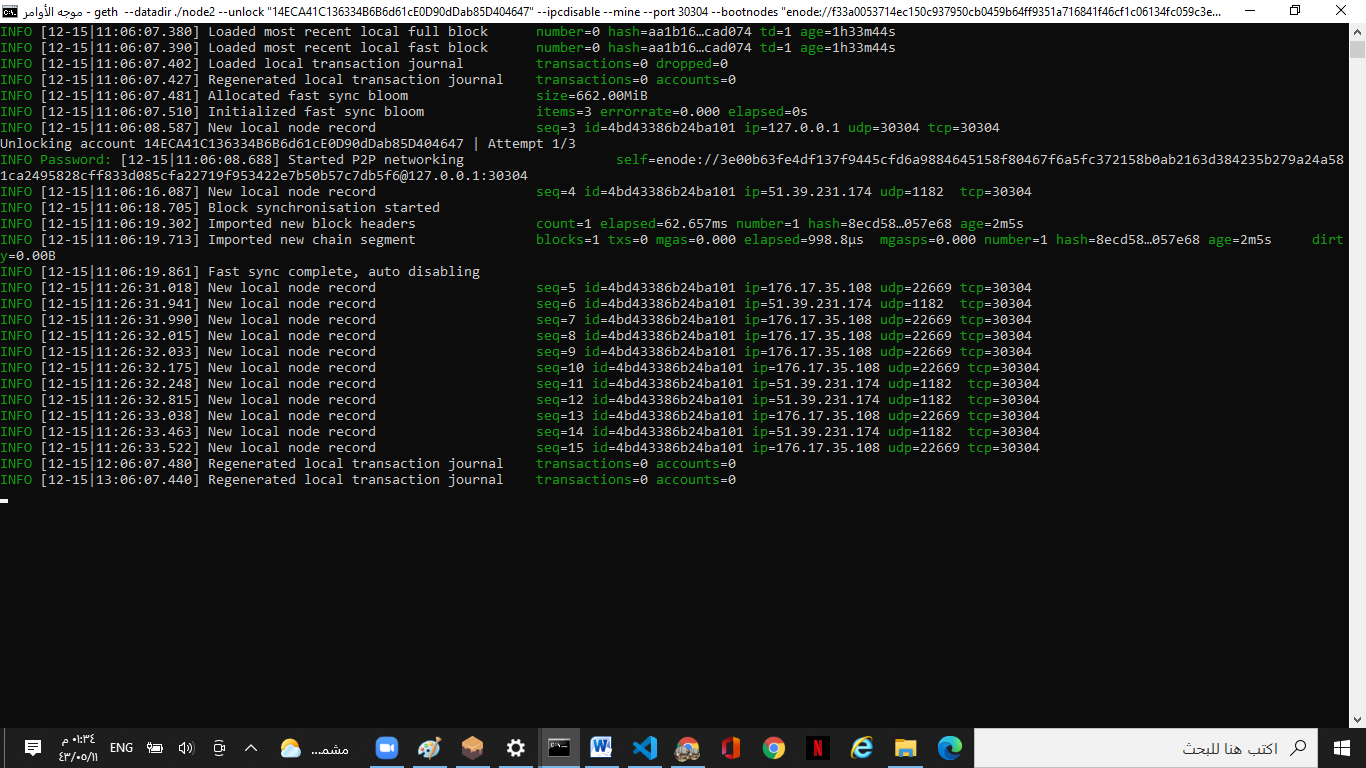 موجه الأوامر - geth --datadir ./node2 --unlock "14ECA41C136334B6B6d61cE0D90dDab85D404647" --ipcdisable --mine --port 30304 --bootnodes "enode://f33a0053714ec150c937950cb0459b64ff9351a716841f46cf1c06134fc059c3e...
INFO [12-15|11:06:07.380] Loaded most recent local full block number=0 hash=aa1b16…cad074 td=1 age=1h33m44s
INFO [12-15|11:06:07.390] Loaded most recent local fast block number=0 hash=aa1b16…cad074 td=1 age=1h33m44s
INFO [12-15|11:06:07.402] Loaded local transaction journal transactions=0 dropped=0
INFO [12-15|11:06:07.427] Regenerated local transaction journal transactions=0 accounts=0
INFO [12-15|11:06:07.481] Allocated fast sync bloom size=662.00MiB
INFO [12-15|11:06:07.510] Initialized fast sync bloom items=3 errorrate=0.000 elapsed=0s
INFO [12-15|11:06:08.587] New local node record seq=3 id=4bd43386b24ba101 ip=127.0.0.1 udp=30304 tcp=30304
Unlocking account 14ECA41C136334B6B6d61cE0D90dDab85D404647 | Attempt 1/3
INFO Password: [12-15|11:06:08.688] Started P2P networking self=enode://3e00b63fe4df137f9445cfd6a9884645158f80467f6a5fc372158b0ab2163d384235b279a24a58
1ca2495828cff833d085cfa22719f953422e7b50b57c7db5f6@127.0.0.1:30304
INFO [12-15|11:06:16.087] New local node record seq=4 id=4bd43386b24ba101 ip=51.39.231.174 udp=1182 tcp=30304
INFO [12-15|11:06:18.705] Block synchronisation started
INFO [12-15|11:06:19.302] Imported new block headers count=1 elapsed=62.657ms number=1 hash=8ecd58…057e68 age=2m5s
INFO [12-15|11:06:19.713] Imported new chain segment blocks=1 txs=0 mgas=0.000 elapsed=998.8µs mgasps=0.000 number=1 hash=8ecd58…057e68 age=2m5s dirt
y=0.00B
INFO [12-15|11:06:19.861] Fast sync complete, auto disabling
INFO [12-15|11:26:31.018] New local node record seq=5 id=4bd43386b24ba101 ip=176.17.35.108 udp=22669 tcp=30304
INFO [12-15|11:26:31.941] New local node record seq=6 id=4bd43386b24ba101 ip=51.39.231.174 udp=1182 tcp=30304
INFO [12-15|11:26:31.990] New local node record seq=7 id=4bd43386b24ba101 ip=176.17.35.108 udp=22669 tcp=30304
INFO [12-15|11:26:32.015] New local node record seq=8 id=4bd43386b24ba101 ip=176.17.35.108 udp=22669 tcp=30304
INFO [12-15|11:26:32.033] New local node record seq=9 id=4bd43386b24ba101 ip=176.17.35.108 udp=22669 tcp=30304
INFO [12-15|11:26:32.175] New local node record seq=10 id=4bd43386b24ba101 ip=176.17.35.108 udp=22669 tcp=30304
INFO [12-15|11:26:32.248] New local node record seq=11 id=4bd43386b24ba101 ip=51.39.231.174 udp=1182 tcp=30304
INFO [12-15|11:26:32.815] New local node record seq=12 id=4bd43386b24ba101 ip=51.39.231.174 udp=1182 tcp=30304
INFO [12-15|11:26:33.038] New local node record seq=13 id=4bd43386b24ba101 ip=176.17.35.108 udp=22669 tcp=30304
INFO [12-15|11:26:33.463] New local node record seq=14 id=4bd43386b24ba101 ip=51.39.231.174 udp=1182 tcp=30304
INFO [12-15|11:26:33.522] New local node record seq=15 id=4bd43386b24ba101 ip=176.17.35.108 udp=22669 tcp=30304
INFO [12-15|12:06:07.480] Regenerated local transaction journal transactions=0 accounts=0
INFO [12-15|13:06:07.440] Regenerated local transaction journal transactions=0 accounts=0
اكتب هنا للبحث
مشمـ...
ENG
٠١:٣٤ م
٤٣/٠٥/١١